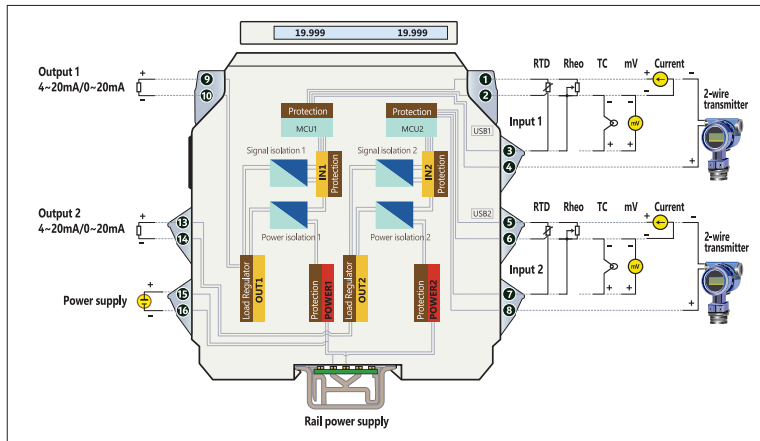 19.999 19.999
Output 1
4~20mA/0~20mA
+
−
9
10
Protection
MCU1
Protection
MCU2
Signal isolation 1
IN1
Protection
Signal isolation 2
IN2
Protection
Power isolation 1
Power isolation 2
Load Regulator
OUT1
Protection
POWER1
Load Regulator
OUT2
Protection
POWER2
USB1
USB2
1
2
3
4
RTD Rheo TC mV Current
+
−
−
+
−
−
+
+
mV
Input 1
−
+
2-wire
transmitter
Output 2
4~20mA/0~20mA
+
−
13
14
Power supply
+
−
15
16
5
6
7
8
RTD Rheo TC mV Current
+
−
−
+
−
−
+
+
mV
Input 2
−
+
2-wire
transmitter
Rail power supply